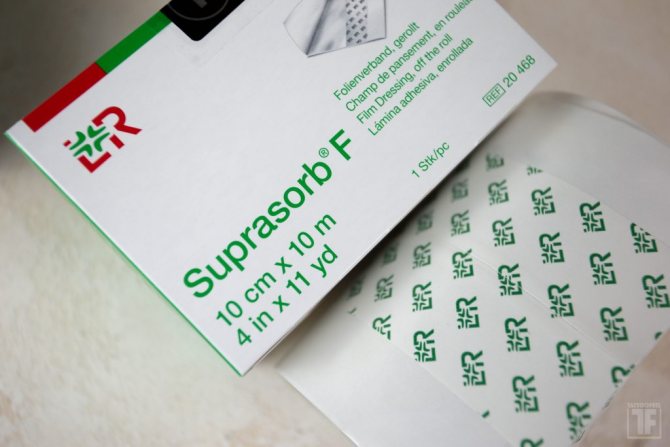 Folienverband, gerollt
Champ de pansement, en roulea
Film Dressing, off the roll
Lámina adhesiva, enrollada
REF 20 468
1 Stk/pc
L&R
Suprasorb® F
10 cm x 10 m
4 in x 11 yd
TF